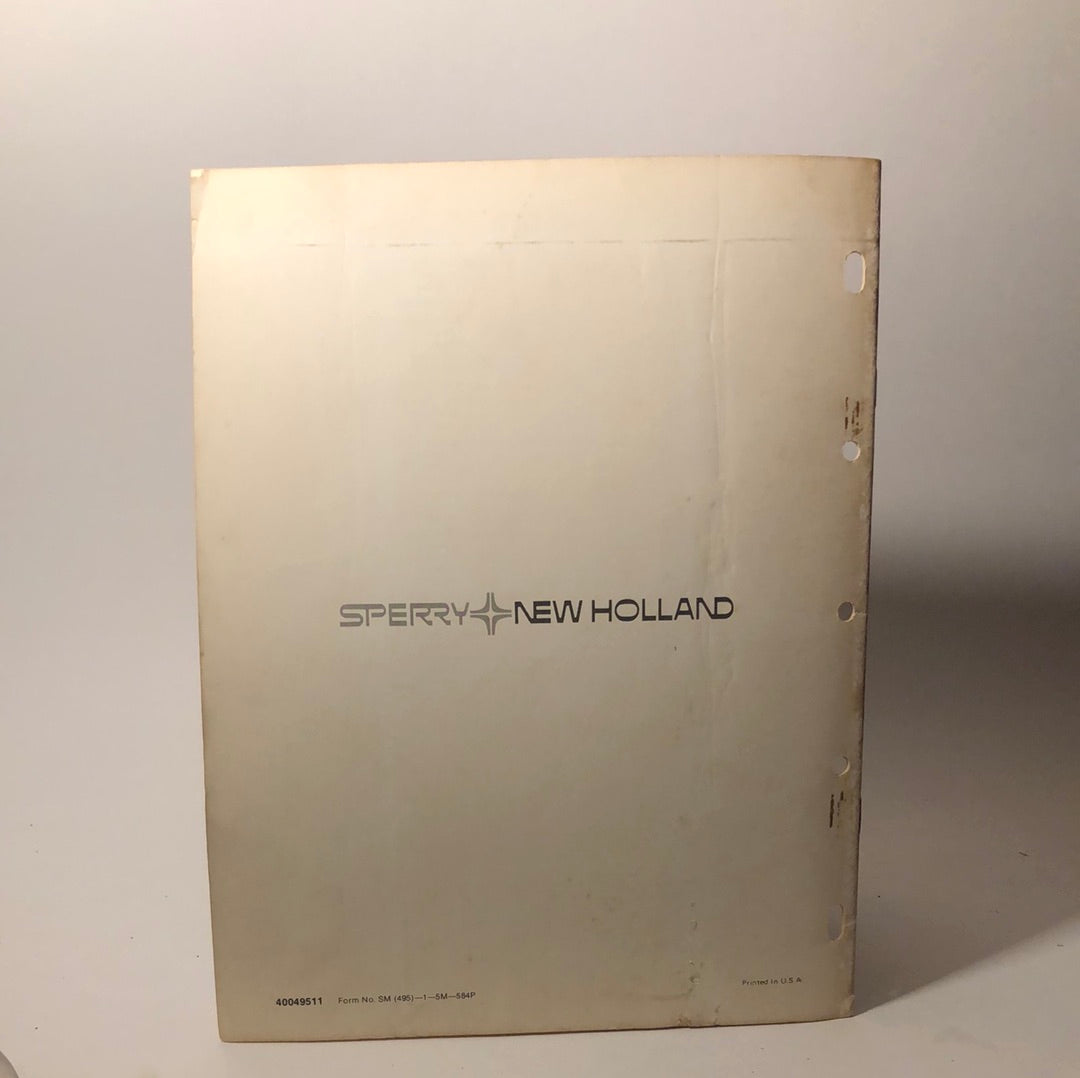 SPERRY NEW HOLLAND
40049511 Form No. SM (495)—1—5M—584P
Printed In U.S.A.